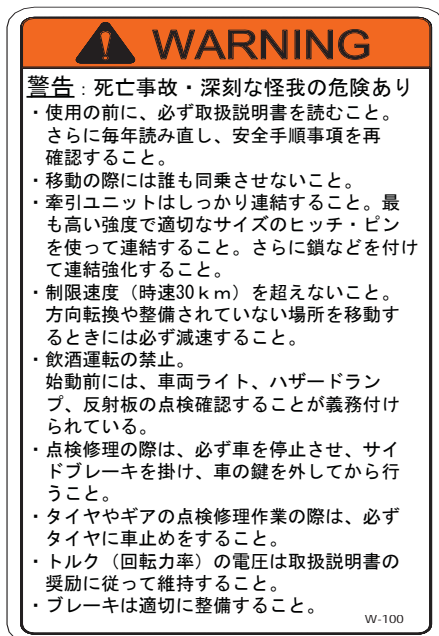 WARNING
警告：死亡事故・深刻な怪我の危険あり
・使用の前に、必ず取扱説明書を読むこと。
さらに毎年読み直し、安全手順事項を再
確認すること。
・移動の際には誰も同乗させないこと。
・牽引ユニットはしっかり連結すること。最
も高い強度で適切なサイズのヒッチ・ピン
を使って連結すること。さらに鎖などを付け
て連結強化すること。
・制限速度（時速30ｋｍ）を超えないこと。
方向転換や整備されていない場所を移動す
るときには必ず減速すること。
・飲酒運転の禁止。
始動前には、車両ライト、ハザードラン
プ、反射板の点検確認することが義務付け
られている。
・点検修理の際は、必ず車を停止させ、サイ
ドブレーキを掛け、車の鍵を外してから行
うこと。
・タイヤやギアの点検修理作業の際は、必ず
タイヤに車止めをすること。
・トルク（回転力率）の電圧は取扱説明書の
奨励に従って維持すること。
・ブレーキは適切に整備すること。
W-100